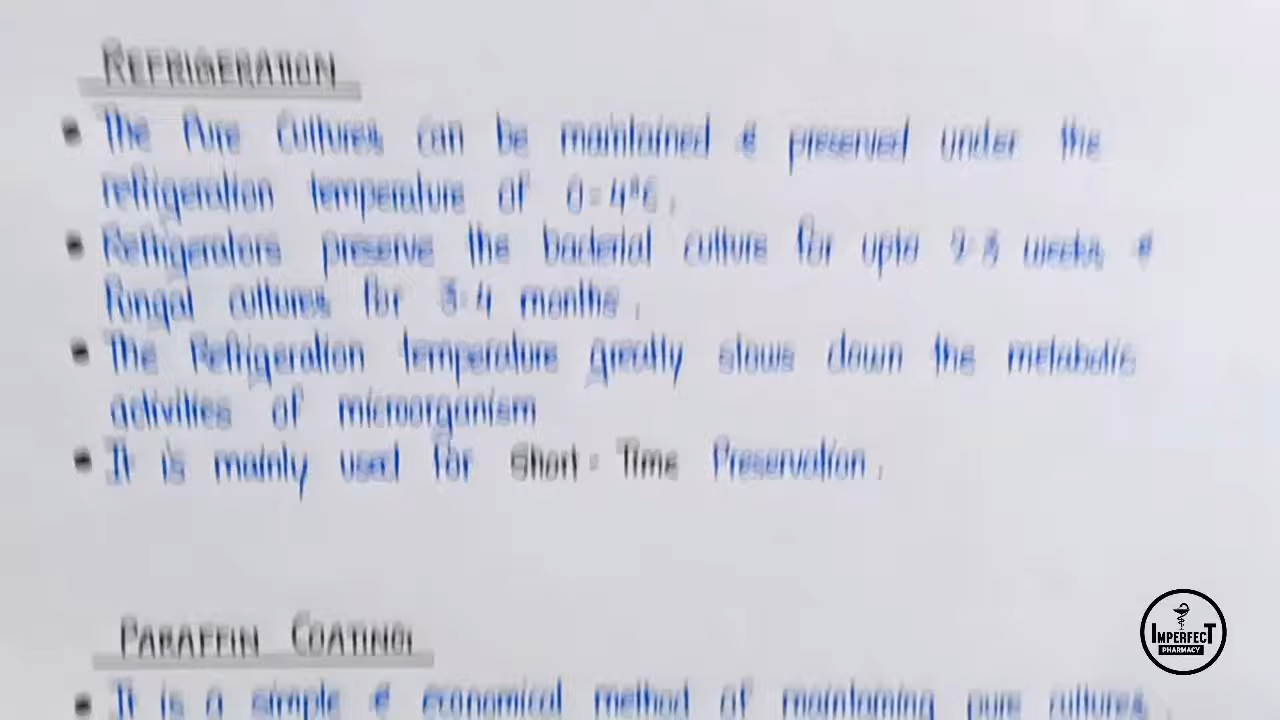 REFRIGERATION
• The Pure Cultures can be maintained & preserved under the
refrigeration temperature of 0-4°C.
• Refrigerators preserve the bacterial culture for upto 2-3 weeks &
Fungal cultures for 3-4 months.
• The Refrigeration temperature greatly slows down the metabolic
activities of microorganism
• It is mainly used for Short-Time Preservation.
PARAFFIN COATING
• It is a simple & economical method of maintaining pure cultures.
IMPERFECT
PHARMACY